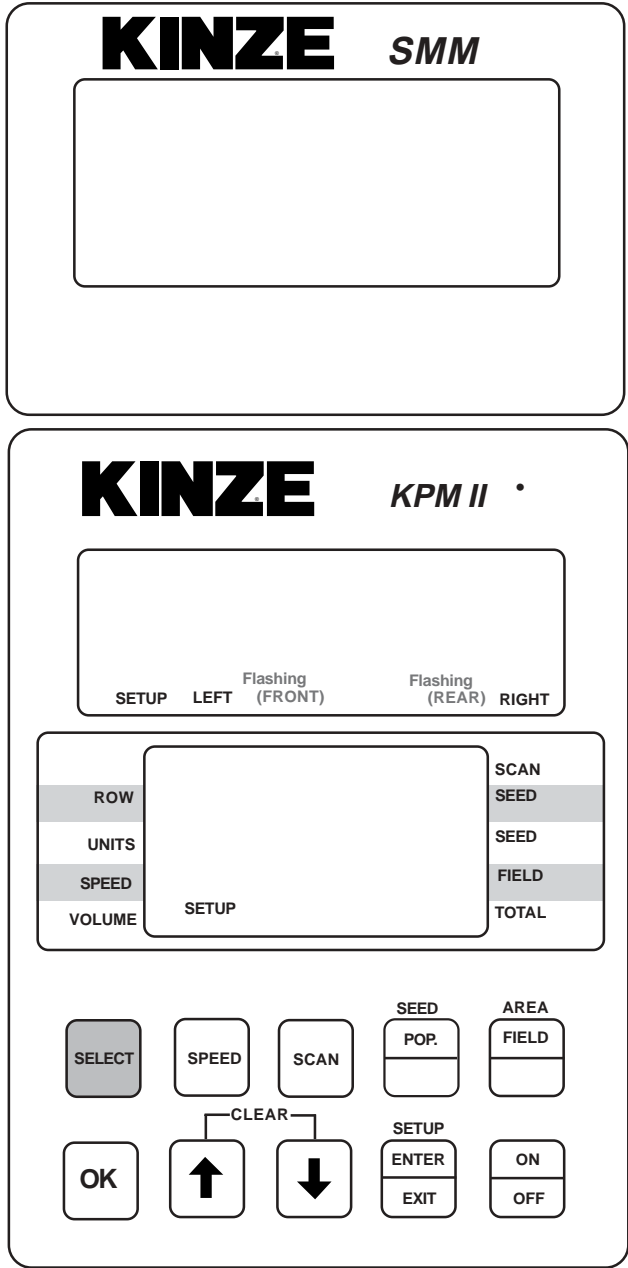 KINZE SMM
KINZE KPM II
Flashing Flashing
SETUP LEFT (FRONT) (REAR) RIGHT
SCAN
ROW SEED
UNITS SEED
SPEED FIELD
SETUP
VOLUME TOTAL
SEED AREA
POP. FIELD
SELECT SPEED SCAN
CLEAR
SETUP
ENTER ON
OK
EXIT OFF